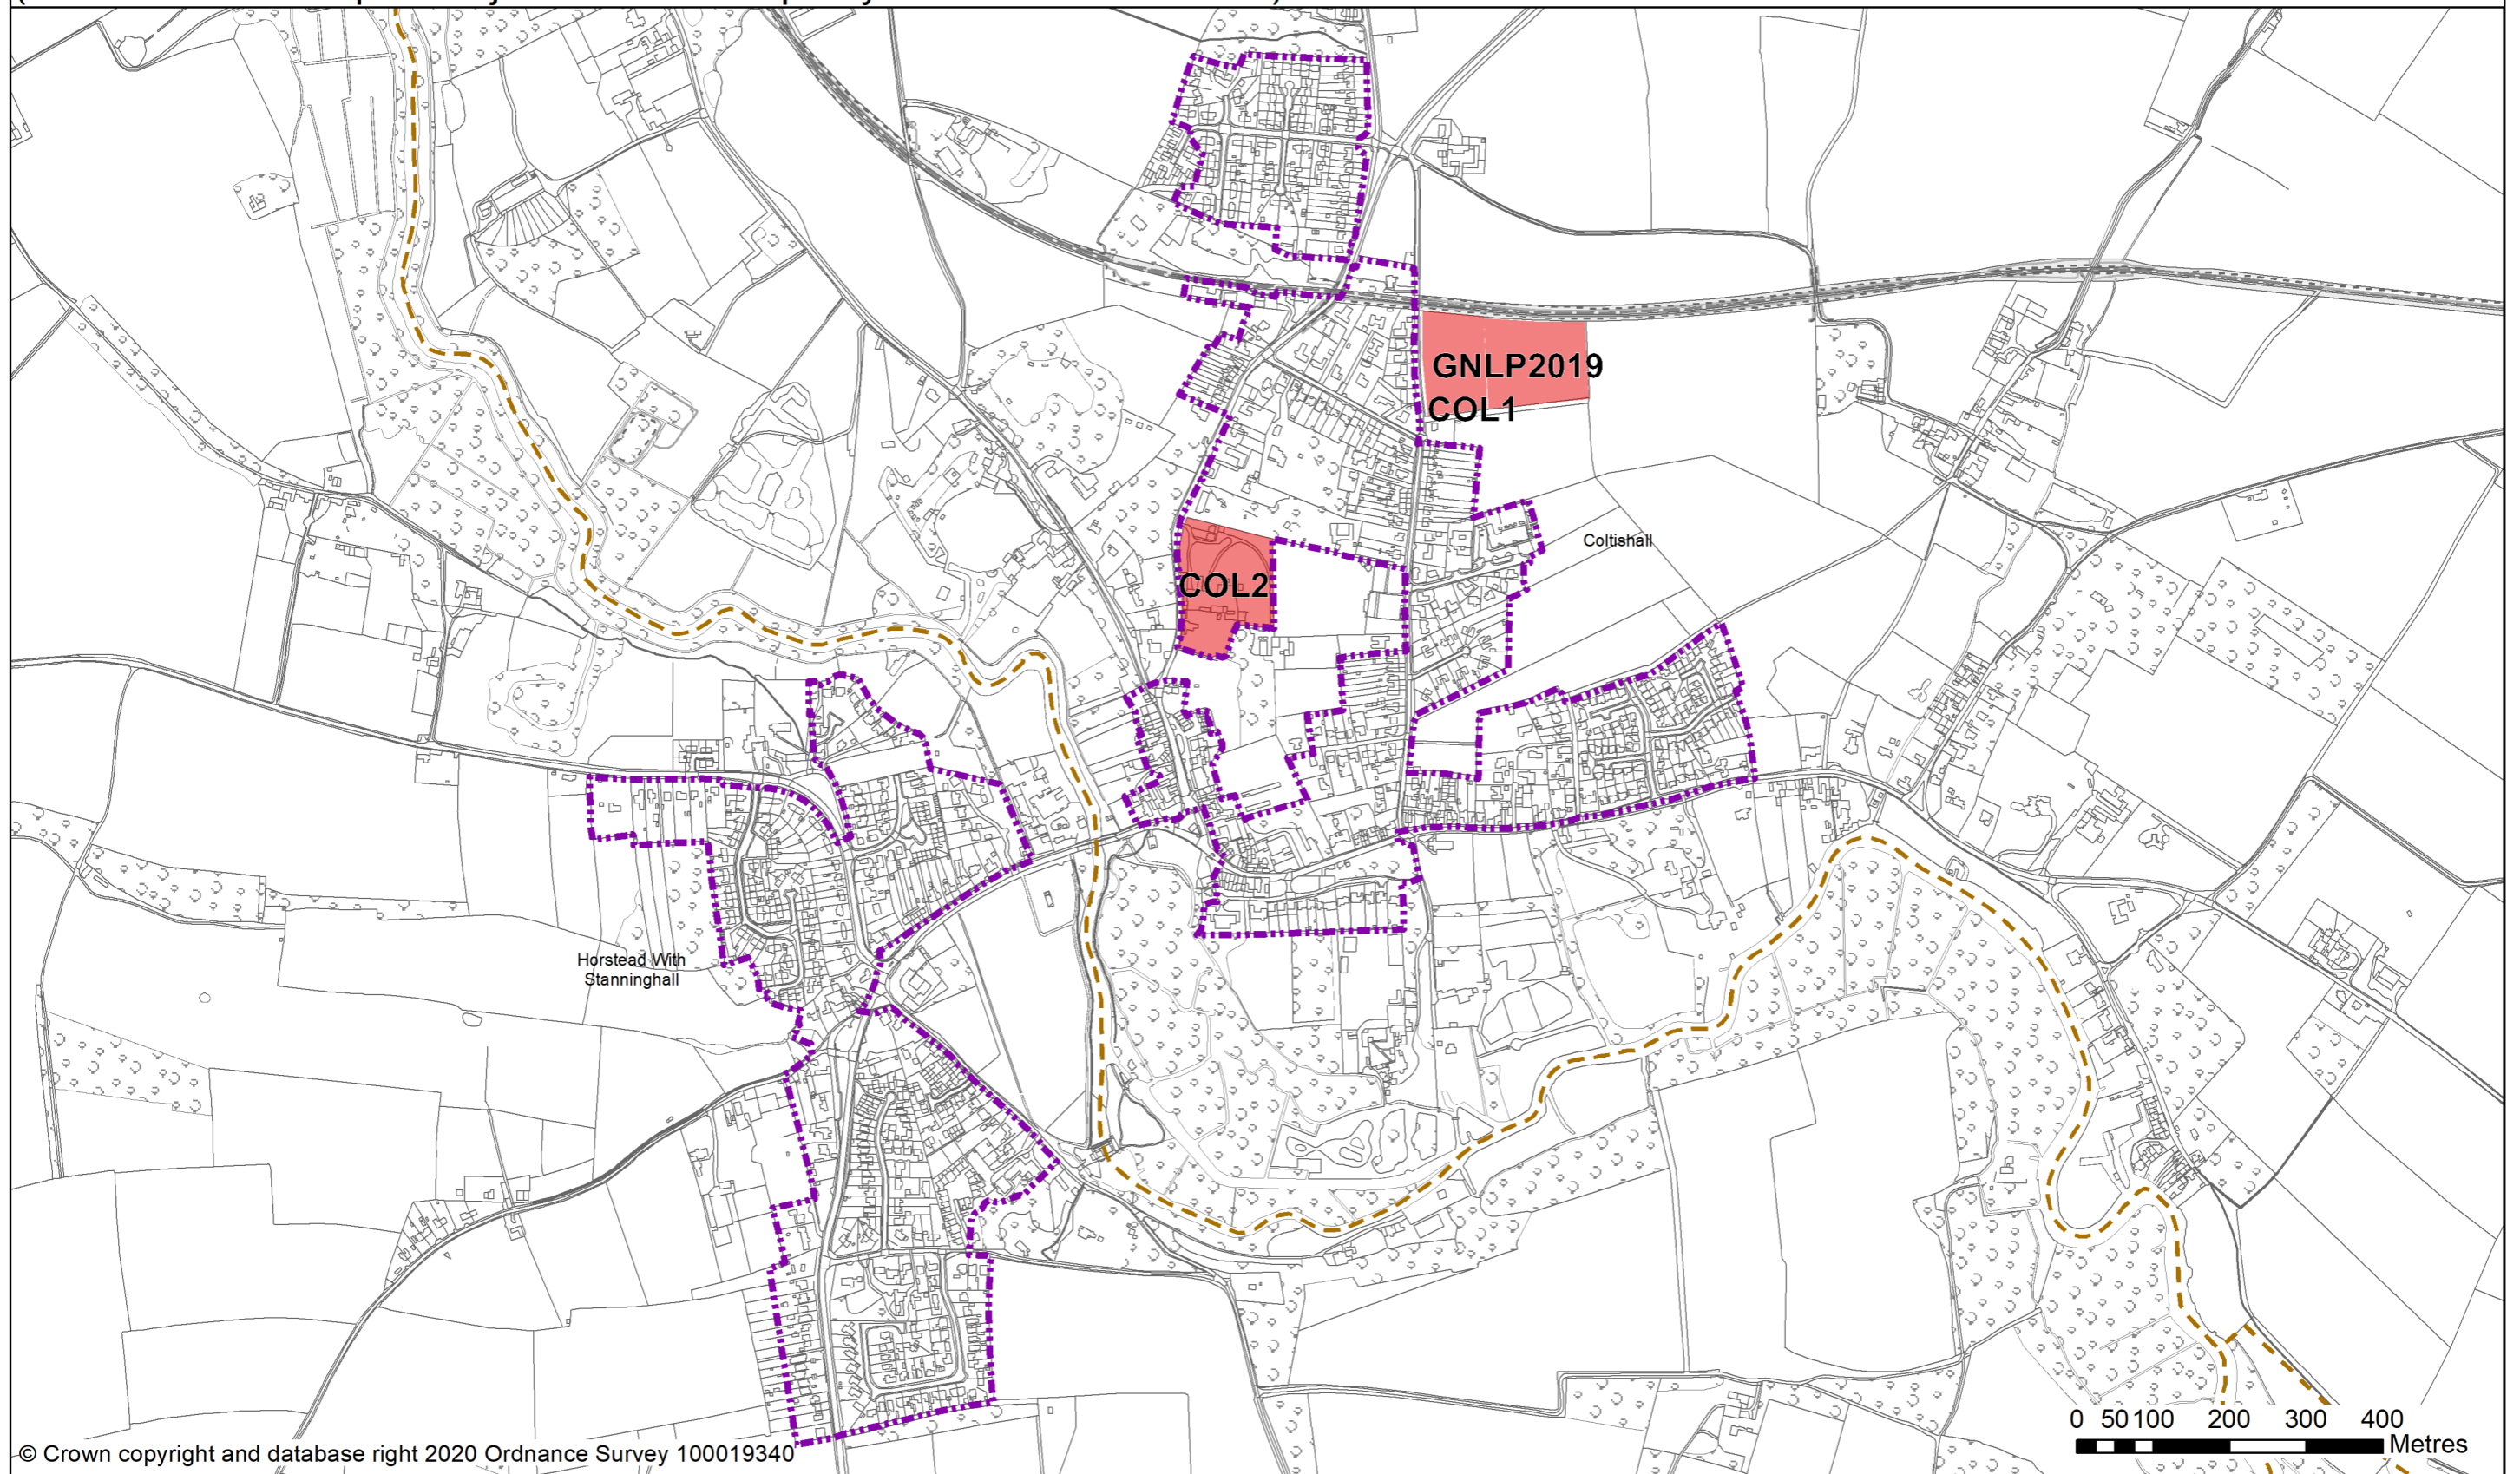 GNLP2019
COL1
Coltishall
COL2
Horstead With
Stanninghall
0 50 100 200 300 400
Metres
© Crown copyright and database right 2020 Ordnance Survey 100019340